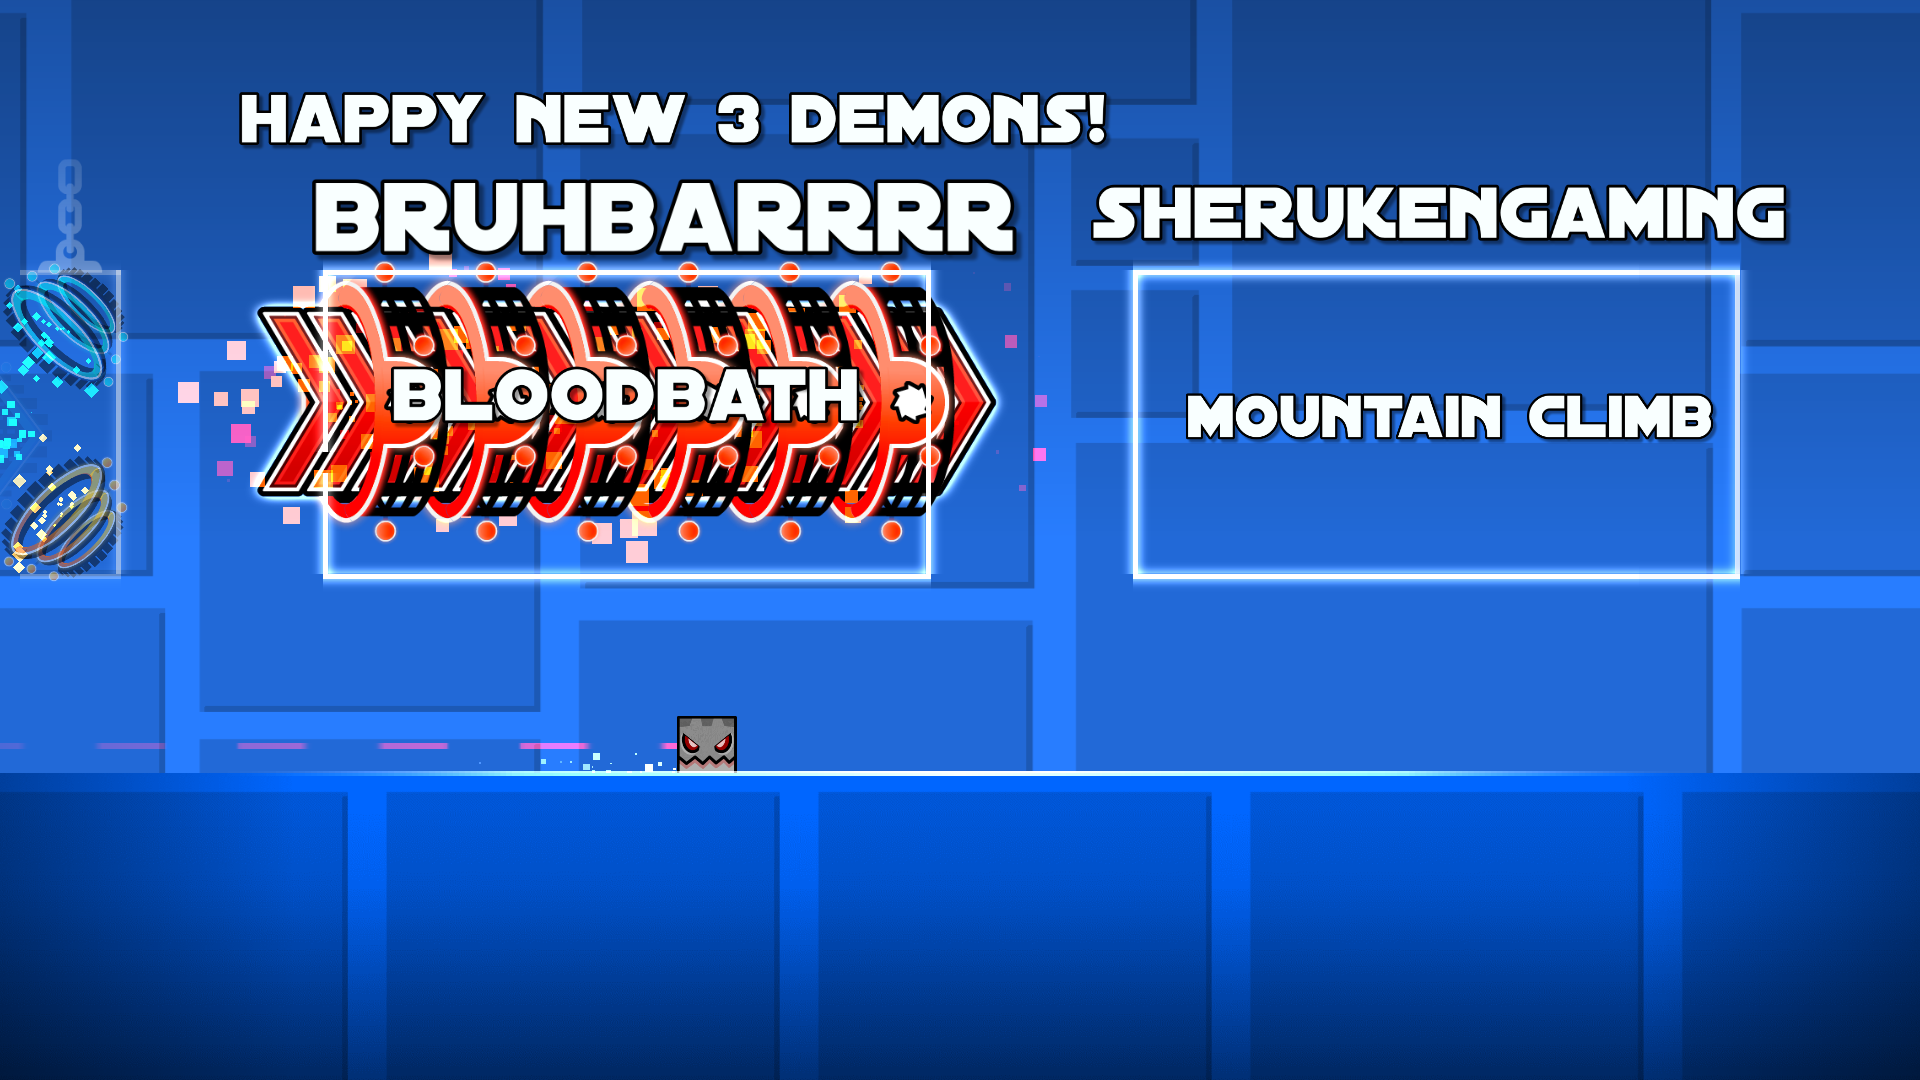 HAPPY NEW 3 DEMONS!
BRUHBARRRR
SHERUKENGAMING
BLOODBATH
MOUNTAIN CLIMB